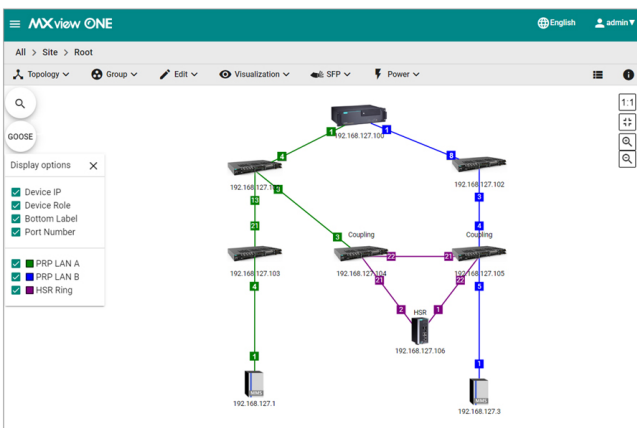 MXview ONE
English
admin
All > Site > Root
Topology
Group
Edit
Visualization
SFP
Power
1:1
GOOSE
Display options
Device IP
Device Role
Bottom Label
Port Number
PRP LAN A
PRP LAN B
HSR Ring
192.168.127.100
1
1
4
8
192.168.127.102
3
3
13
21
3
4
Coupling
Coupling
22
21
192.168.127.103
192.168.127.104
192.168.127.105
4
21
22
5
2
1
HSR
192.168.127.106
1
1
192.168.127.1
192.168.127.3